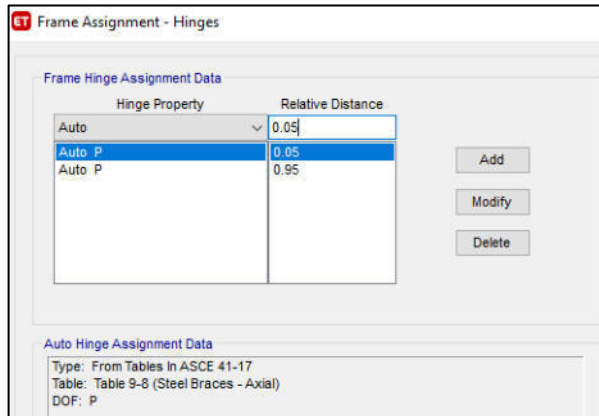 ET Frame Assignment - Hinges
Frame Hinge Assignment Data
Hinge Property Relative Distance
Auto 0.05
Auto P 0.05
Auto P 0.95
Add
Modify
Delete
Auto Hinge Assignment Data
Type: From Tables In ASCE 41-17
Table: Table 9-8 (Steel Braces - Axial)
DOF: P